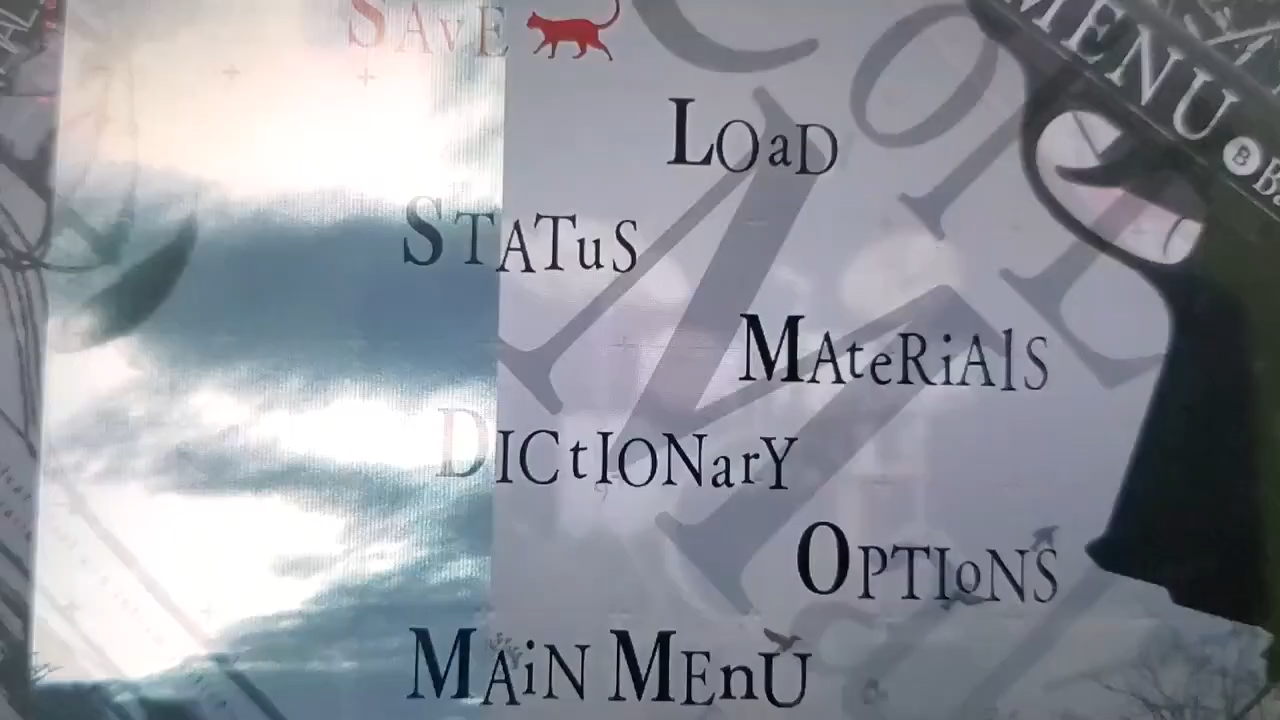 SAvE
LOaD
STATuS
MAteRiAlS
DICtIONarY
OPTIoNS
MAiN MEnU
MENU
B